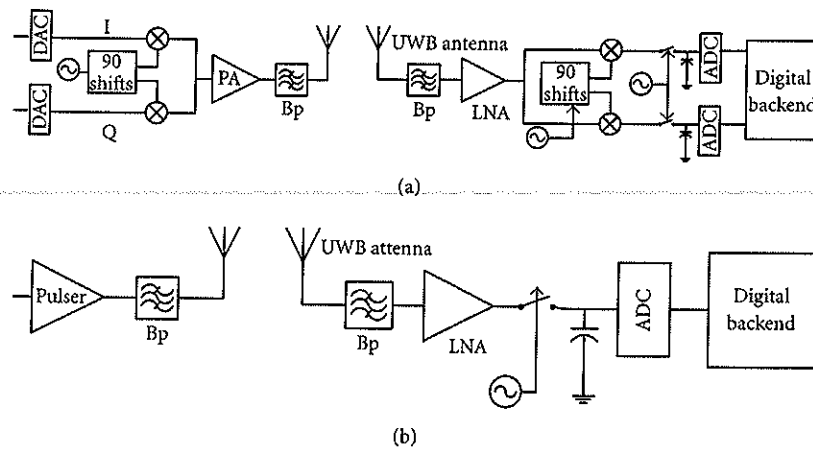 DAC
I
90
shifts
DAC
Q
PA
Bp
UWB antenna
Bp
LNA
90
shifts
ADC
ADC
Digital
backend
(a)
Pulser
Bp
UWB attenna
Bp
LNA
ADC
Digital
backend
(b)